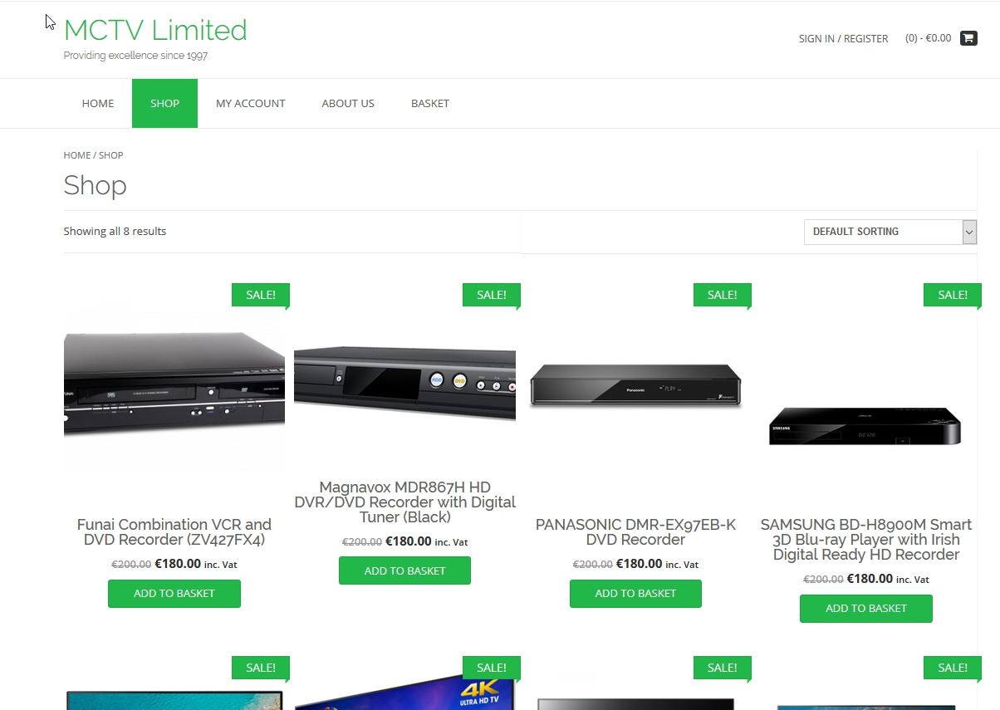 MCTV Limited
Providing excellence since 1997
SIGN IN / REGISTER
(0) - €0.00
HOME
SHOP
MY ACCOUNT
ABOUT US
BASKET
HOME / SHOP
Shop
Showing all 8 results
DEFAULT SORTING
SALE!
SALE!
SALE!
SALE!
FUNAI
HDD
DVD
Panasonic
PLAY
SAMSUNG
Funai Combination VCR and
DVD Recorder (ZV427FX4)
€200.00 €180.00 inc. Vat
ADD TO BASKET
Magnavox MDR867H HD
DVR/DVD Recorder with Digital
Tuner (Black)
€200.00 €180.00 inc. Vat
ADD TO BASKET
PANASONIC DMR-EX97EB-K
DVD Recorder
€200.00 €180.00 inc. Vat
ADD TO BASKET
SAMSUNG BD-H8900M Smart
3D Blu-ray Player with Irish
Digital Ready HD Recorder
€200.00 €180.00 inc. Vat
ADD TO BASKET
SALE!
SALE!
SALE!
SALE!
4K
ULTRA HD TV